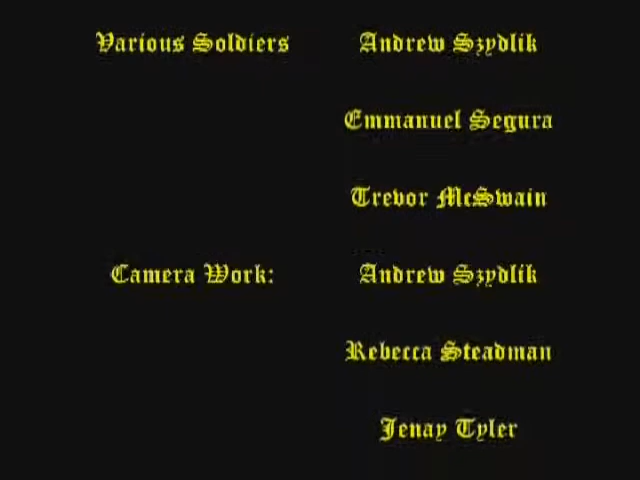 Various Soldiers Andrew Szydlik
Emmanuel Segura
Trevor McSwain
Camera Work: Andrew Szydlik
Rebecca Steadman
Jenay Tyler